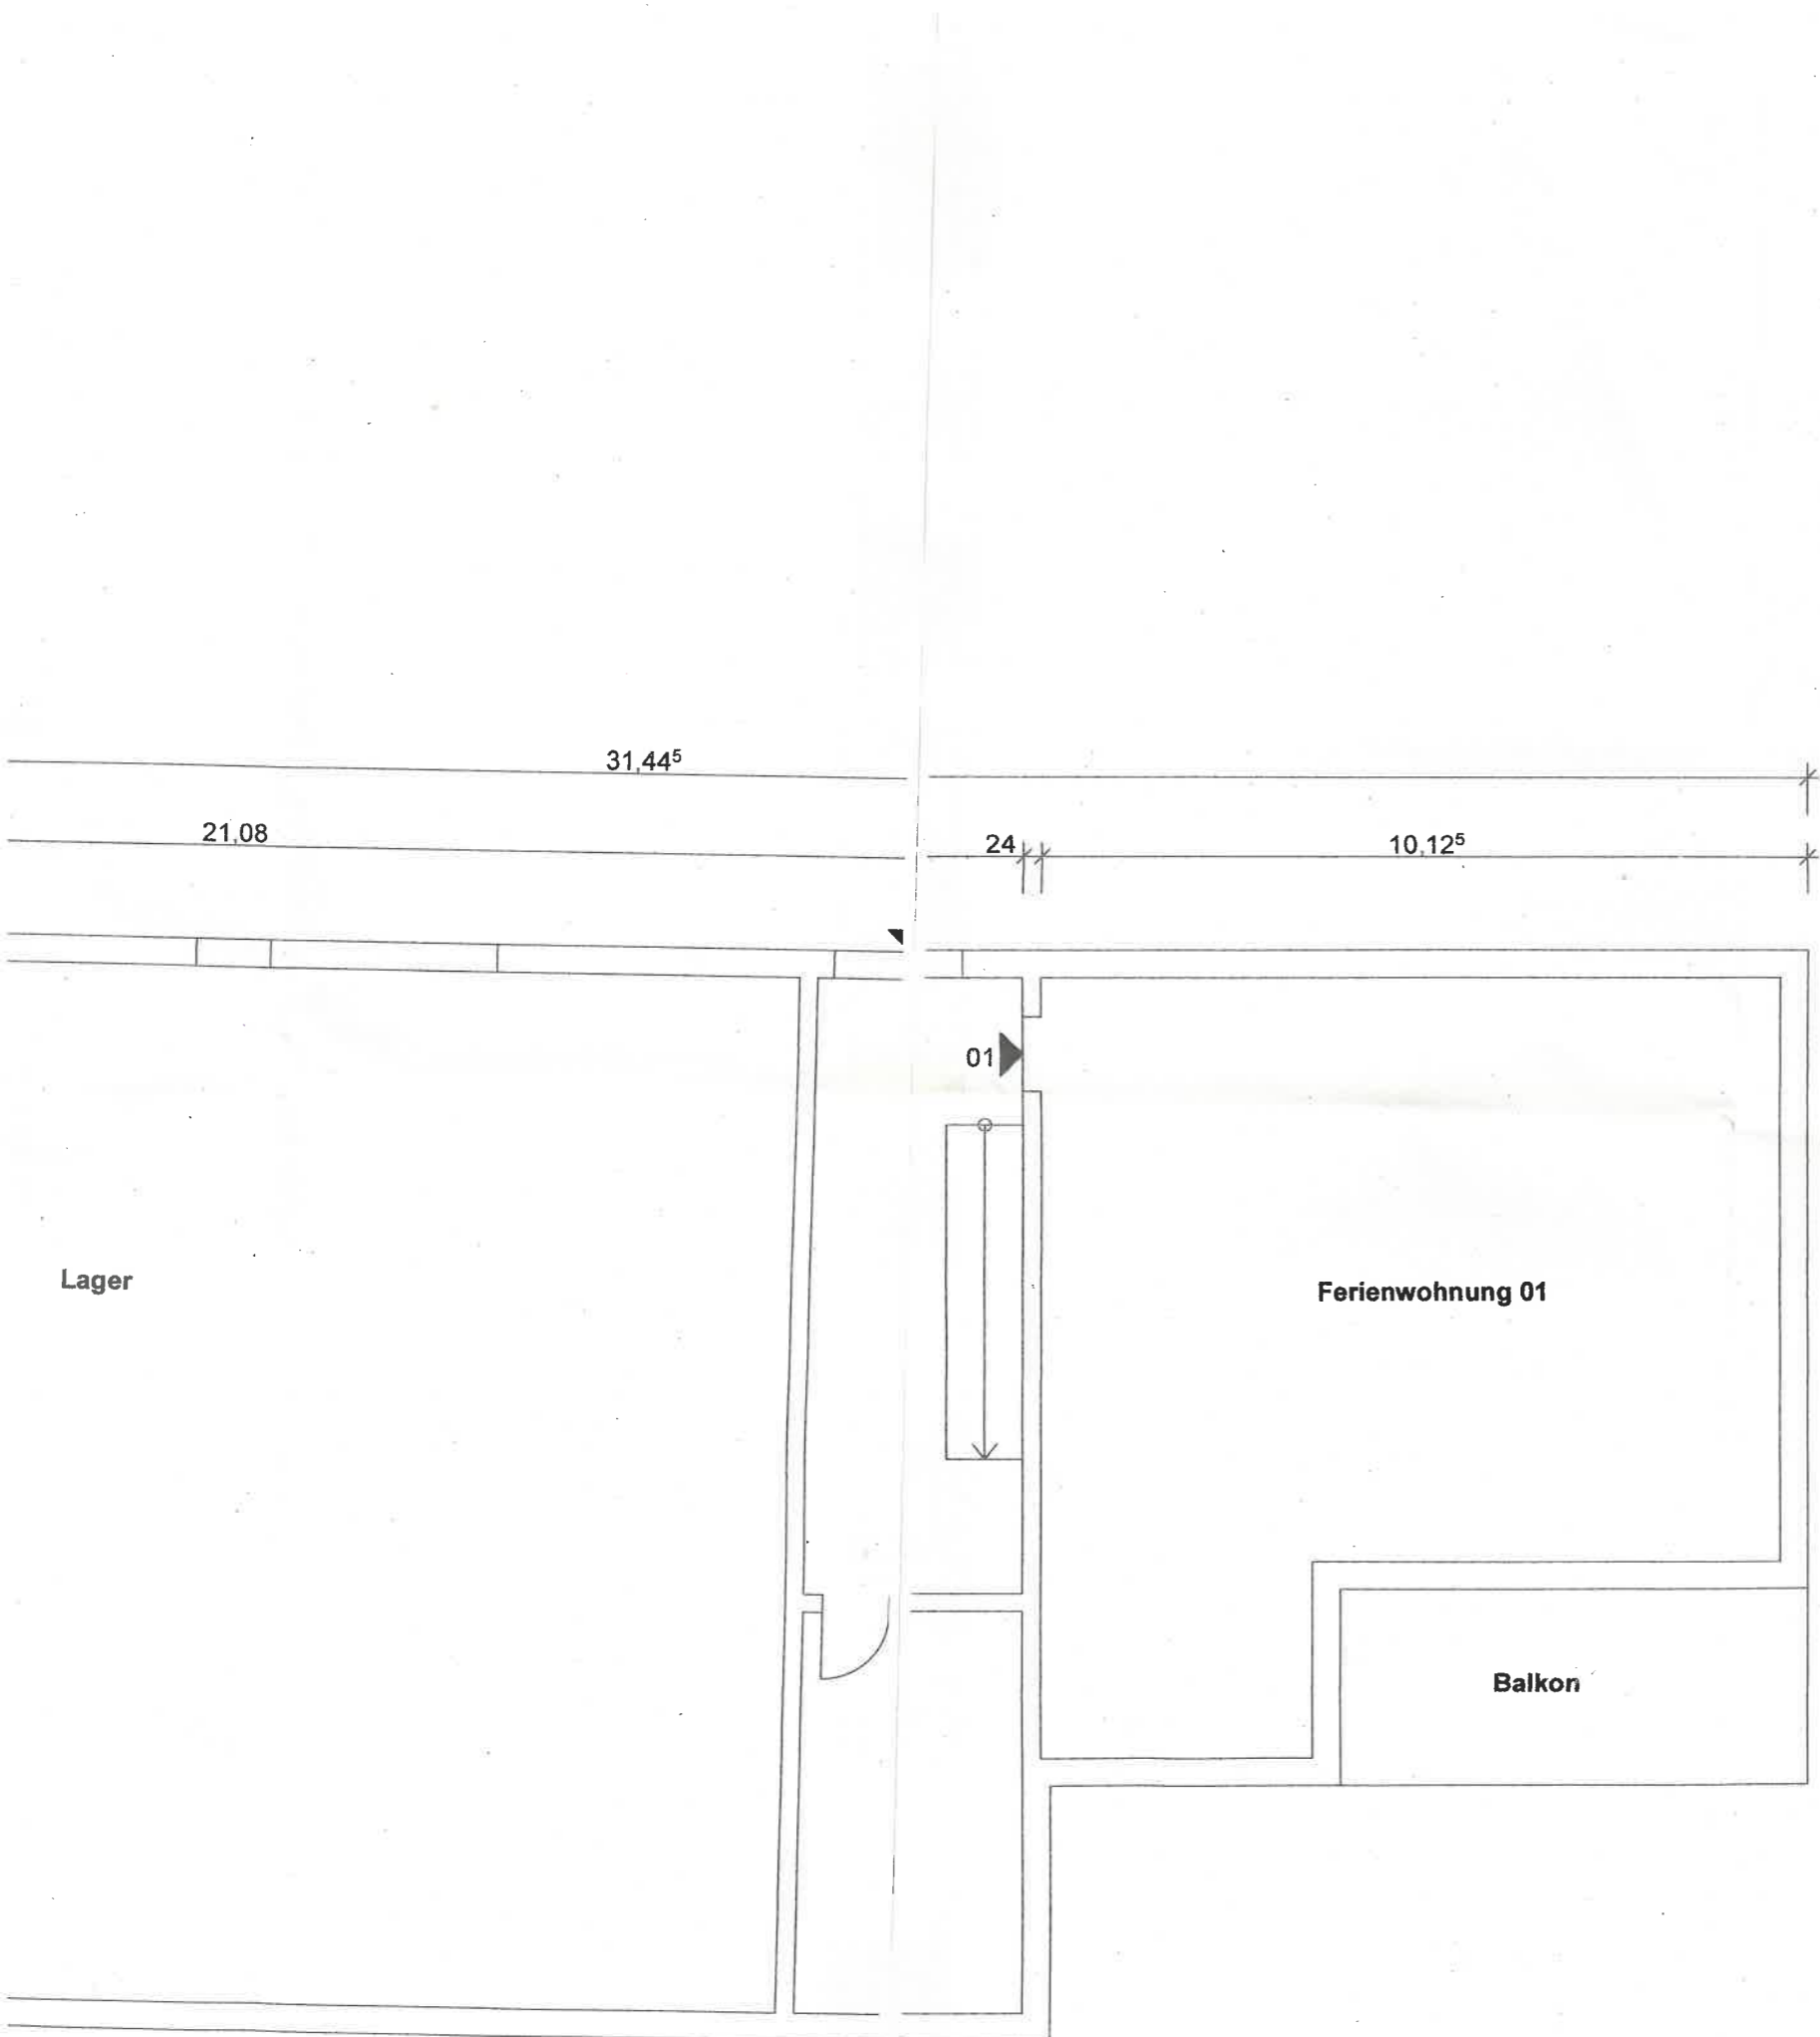 31,44⁵
21,08
24
10,12⁵
01
Lager
Ferienwohnung 01
Balkon